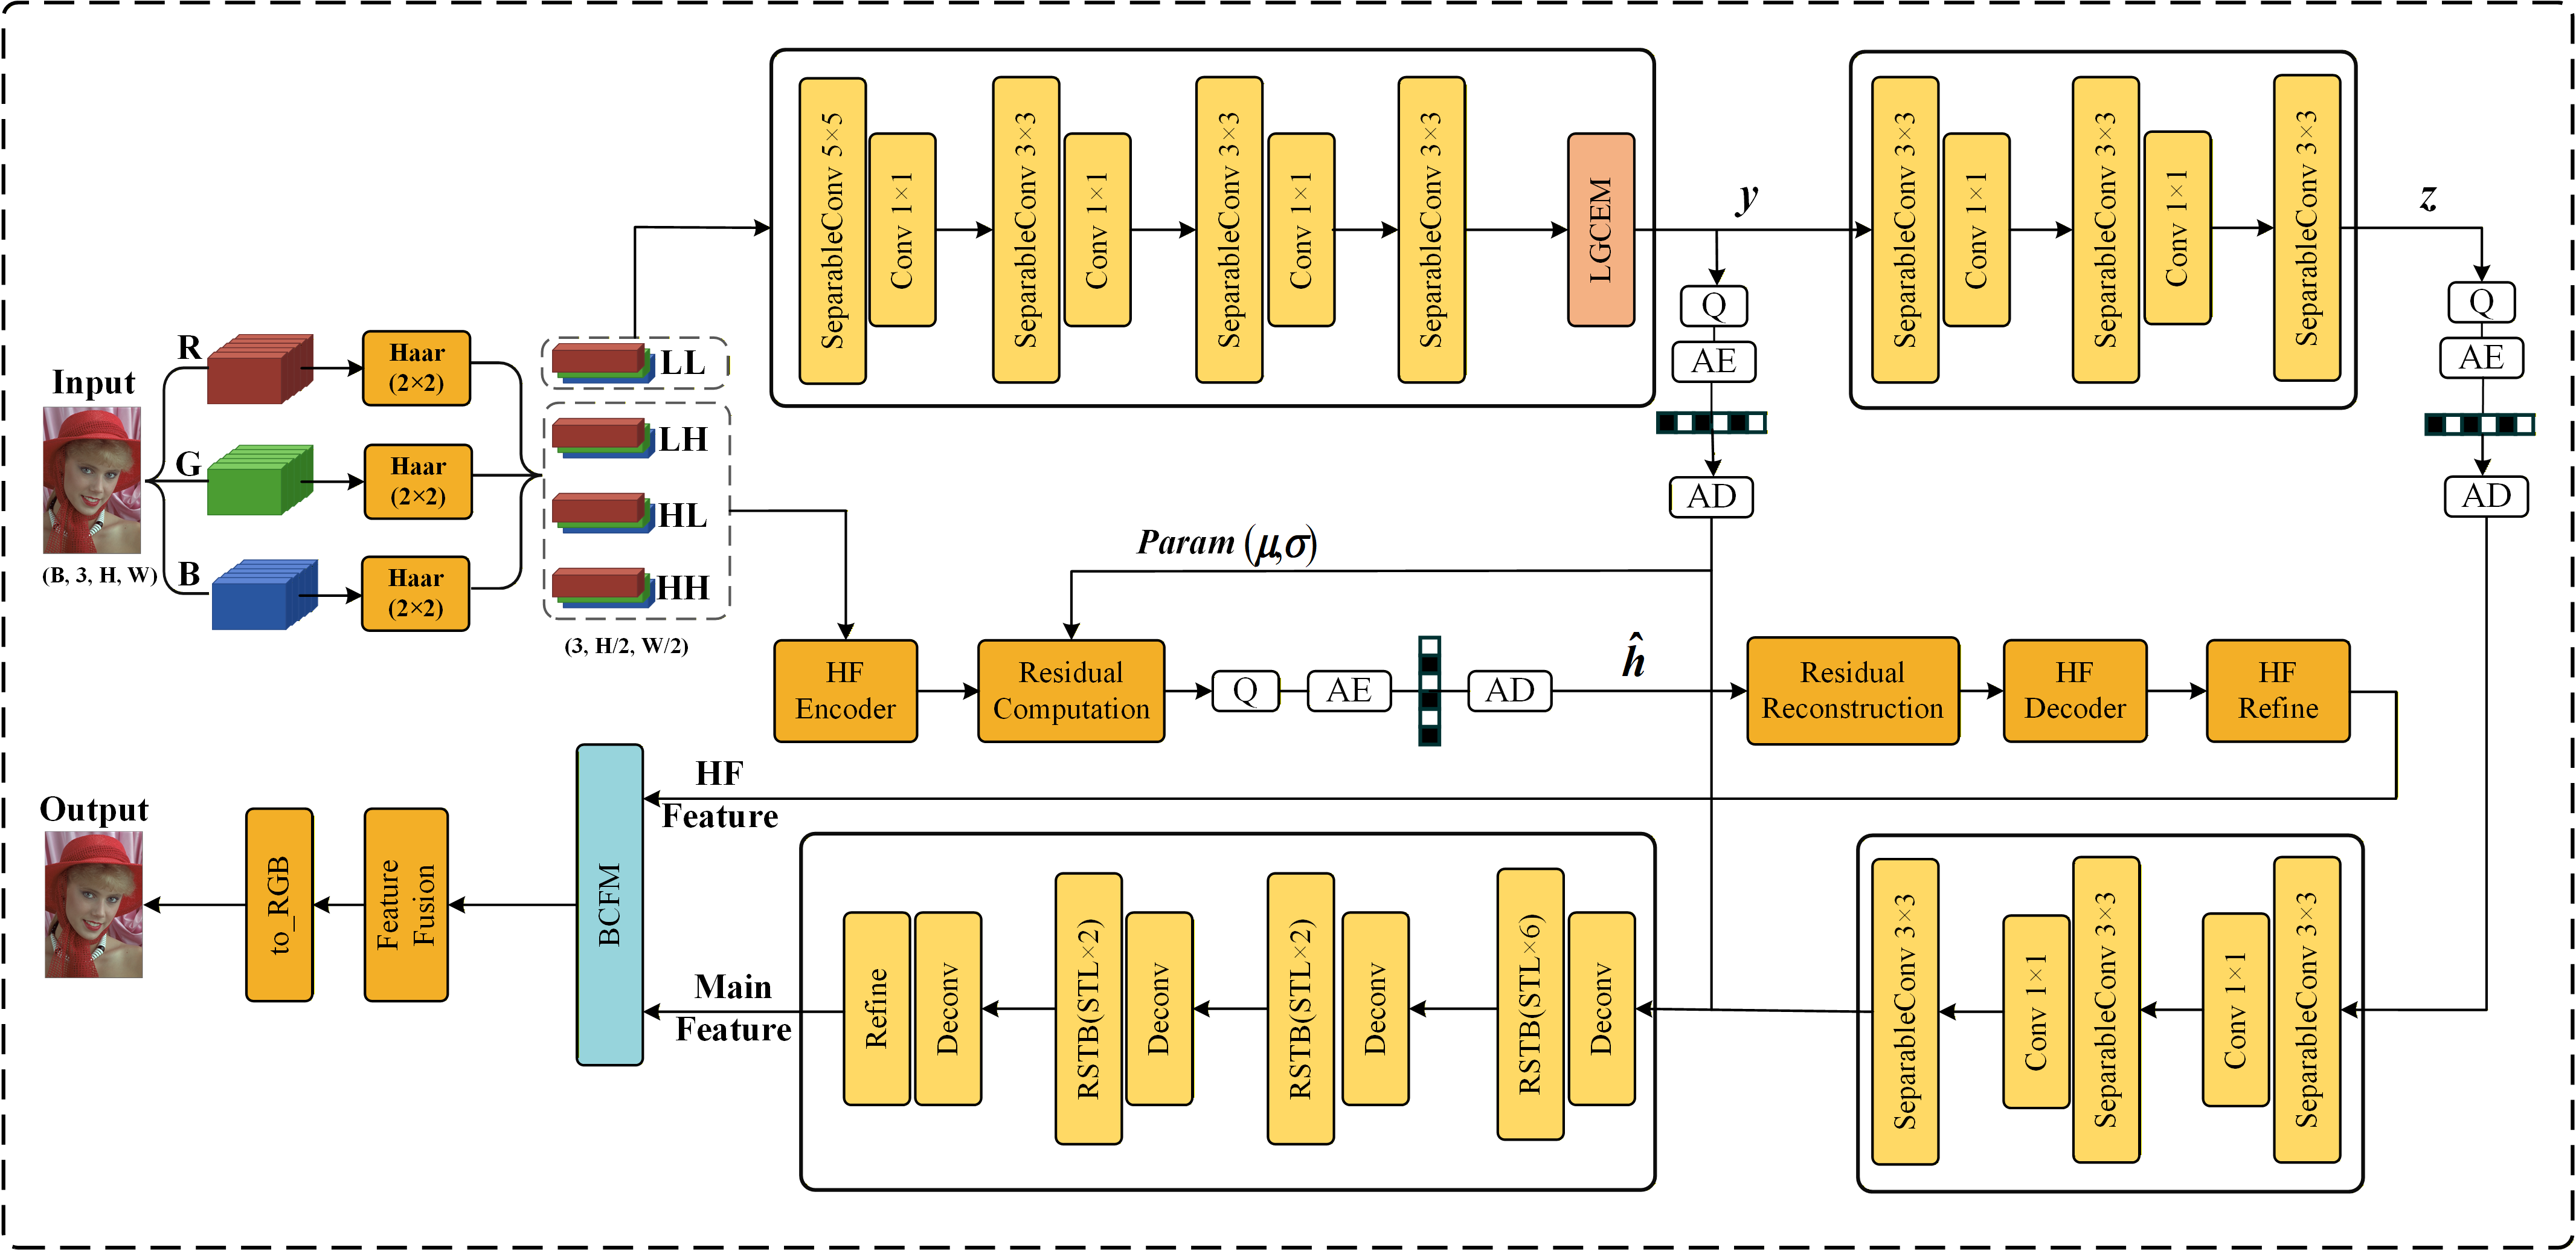 Input
(B, 3, H, W)
R
G
B
Haar
(2×2)
Haar
(2×2)
Haar
(2×2)
LL
LH
HL
HH
(3, H/2, W/2)
SeparableConv 5×5
Conv 1×1
SeparableConv 3×3
Conv 1×1
SeparableConv 3×3
Conv 1×1
SeparableConv 3×3
LGCEM
y
Q
AE
AD
SeparableConv 3×3
Conv 1×1
SeparableConv 3×3
Conv 1×1
SeparableConv 3×3
z
Q
AE
AD
Param (μ,σ)
HF
Encoder
Residual
Computation
Q
AE
AD
ĥ
Residual
Reconstruction
HF
Decoder
HF
Refine
HF
Feature
Output
to_RGB
Feature
Fusion
BCFM
Main
Feature
Refine
Deconv
RSTB(STL×2)
Deconv
RSTB(STL×2)
Deconv
RSTB(STL×6)
Deconv
SeparableConv 3×3
Conv 1×1
SeparableConv 3×3
Conv 1×1
SeparableConv 3×3